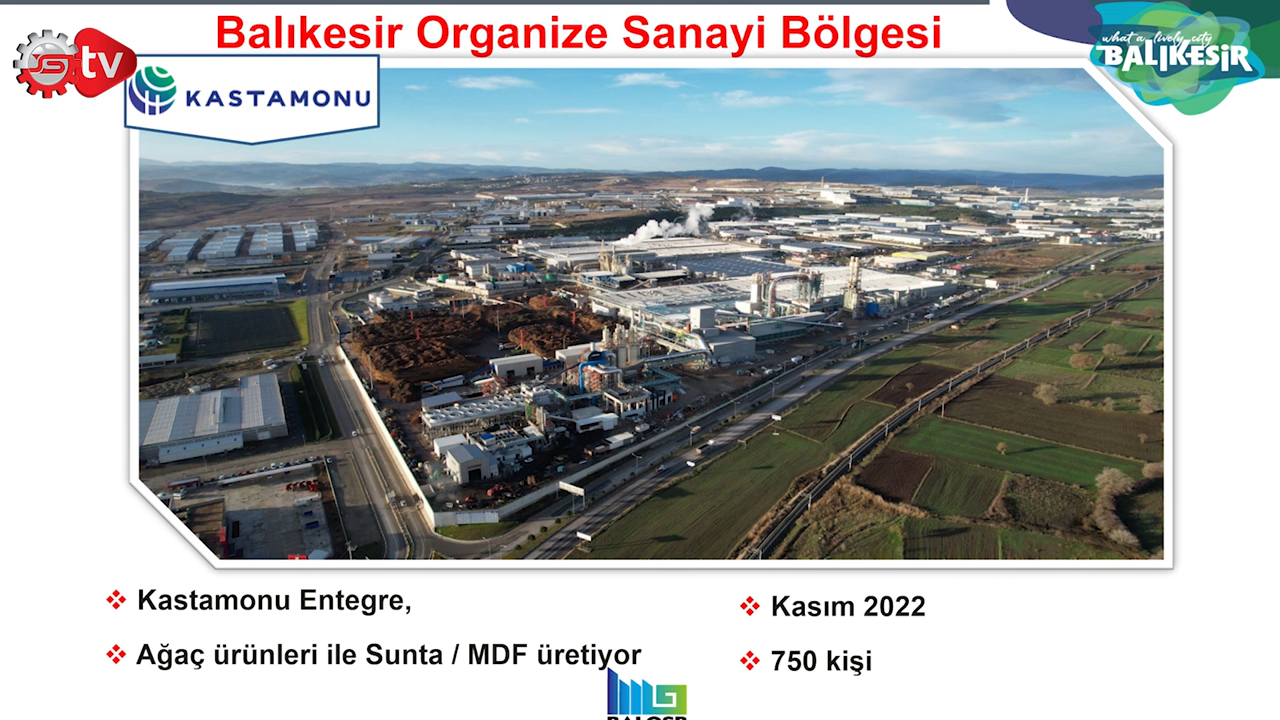 Balıkesir Organize Sanayi Bölgesi
tv
what a lively city
BALIKESİR
KASTAMONU
❖ Kastamonu Entegre,
❖ Ağaç ürünleri ile Sunta / MDF üretiyor
❖ Kasım 2022
❖ 750 kişi
BALOSB